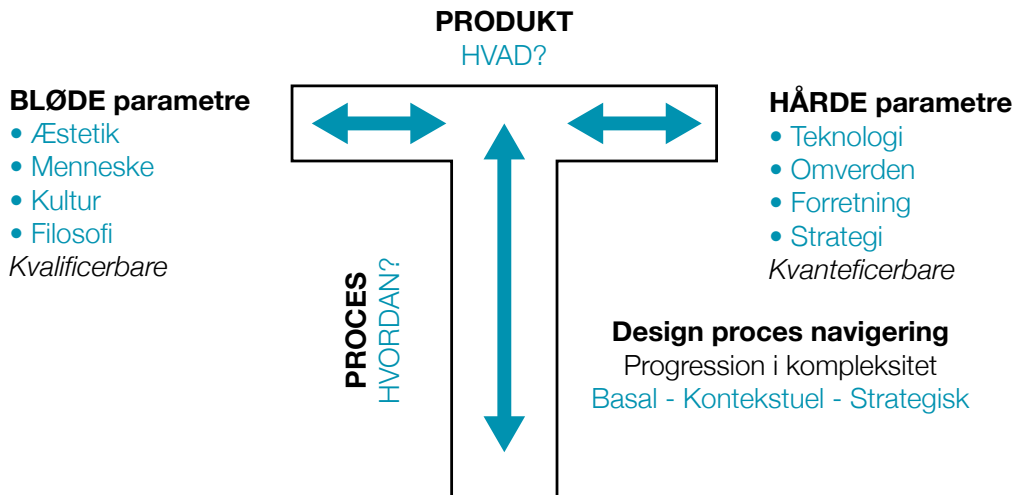 PRODUKT
HVAD?
BLØDE parametre
• Æstetik
• Menneske
• Kultur
• Filosofi
Kvalificerbare
HÅRDE parametre
• Teknologi
• Omverden
• Forretning
• Strategi
Kvanteficerbare
PROCES
HVORDAN?
Design proces navigering
Progression i kompleksitet
Basal - Kontekstuel - Strategisk